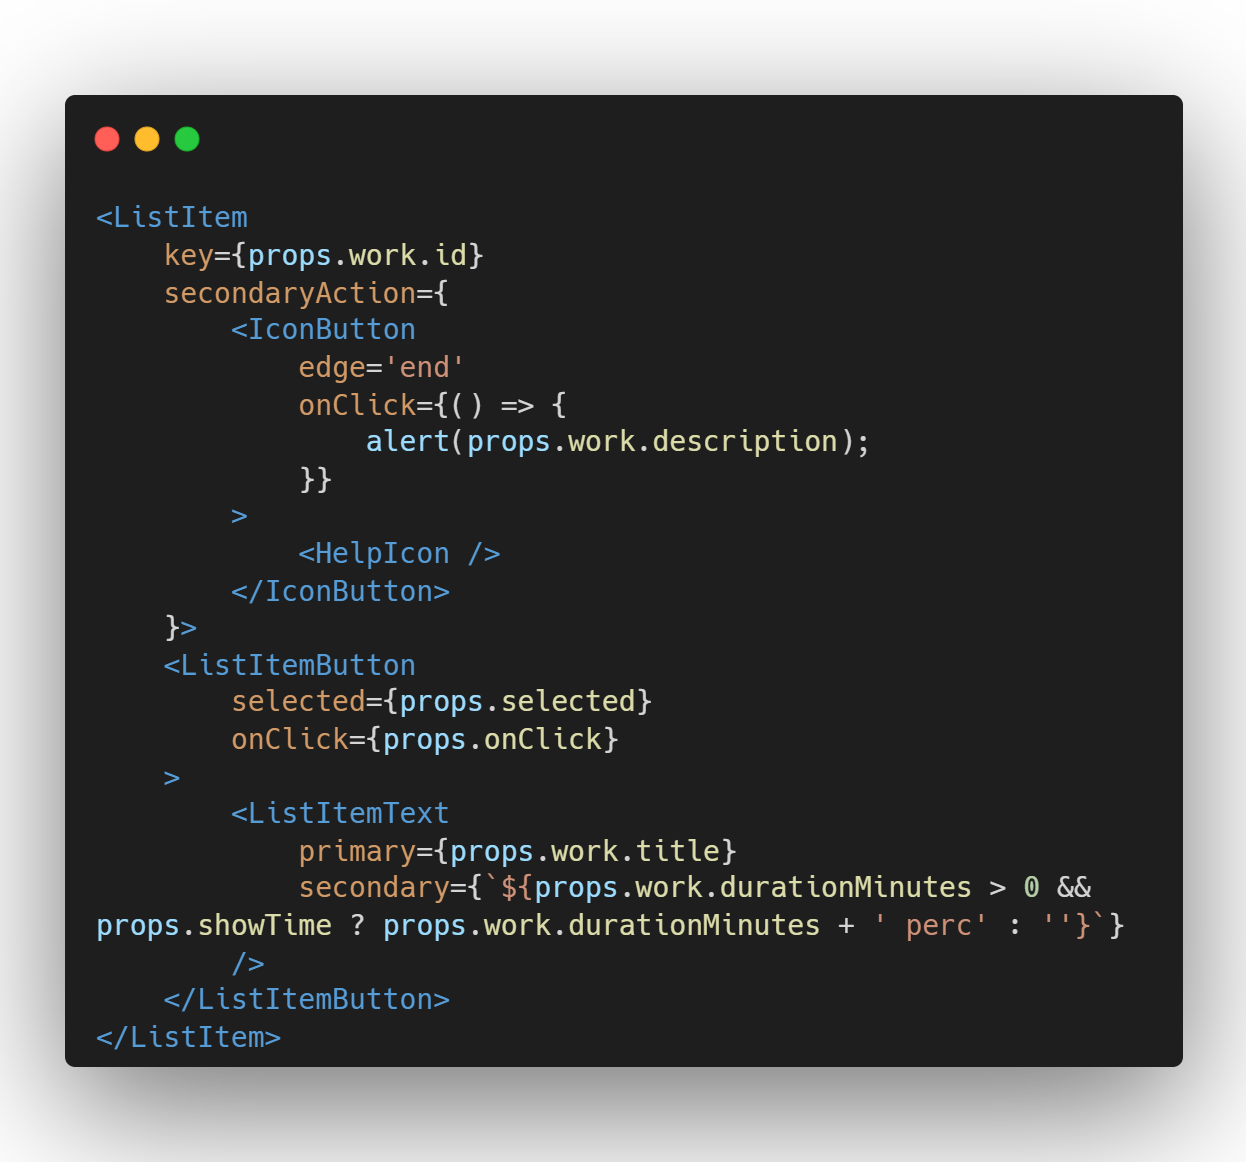 <ListItem
    key={props.work.id}
    secondaryAction={
        <IconButton
            edge='end'
            onClick={() => {
                alert(props.work.description);
            }}
        >
            <HelpIcon />
        </IconButton>
    }>
    <ListItemButton
        selected={props.selected}
        onClick={props.onClick}
    >
        <ListItemText
            primary={props.work.title}
            secondary={`${props.work.durationMinutes > 0 &&
props.showTime ? props.work.durationMinutes + ' perc' : ''}`}
        />
    </ListItemButton>
</ListItem>